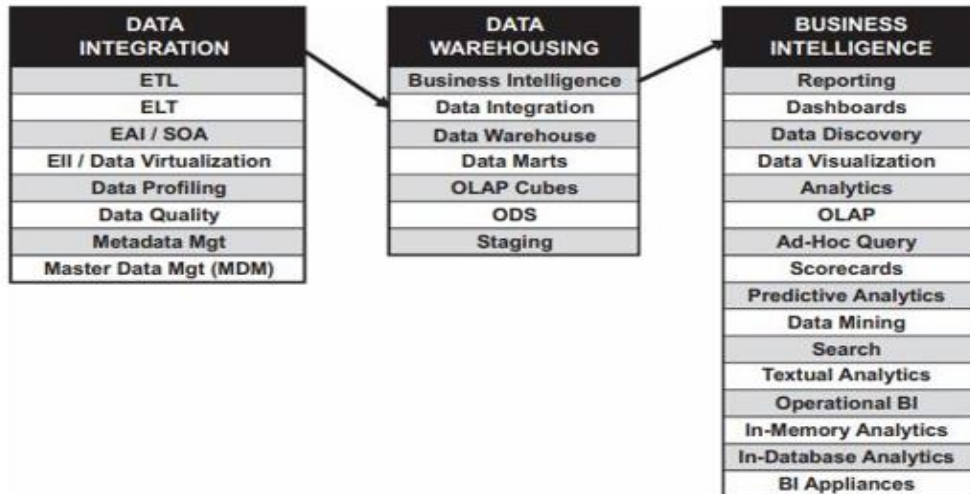 DATA
INTEGRATION
ETL
ELT
EAI / SOA
EII / Data Virtualization
Data Profiling
Data Quality
Metadata Mgt
Master Data Mgt (MDM)
DATA
WAREHOUSING
Business Intelligence
Data Integration
Data Warehouse
Data Marts
OLAP Cubes
ODS
Staging
BUSINESS
INTELLIGENCE
Reporting
Dashboards
Data Discovery
Data Visualization
Analytics
OLAP
Ad-Hoc Query
Scorecards
Predictive Analytics
Data Mining
Search
Textual Analytics
Operational BI
In-Memory Analytics
In-Database Analytics
BI Appliances